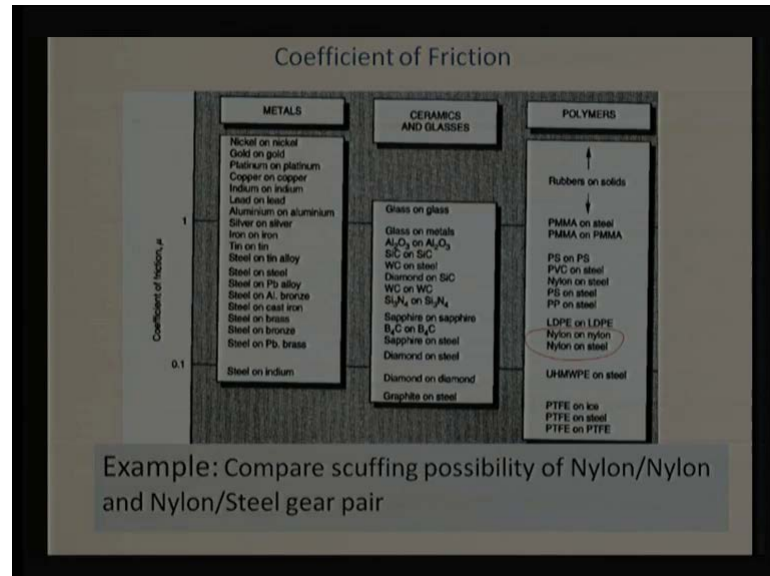 Coefficient of Friction
METALS
Nickel on nickel
Gold on gold
Platinum on platinum
Copper on copper
Indium on indium
Lead on lead
Aluminium on aluminium
Silver on silver
Iron on iron
Tin on tin
Steel on tin alloy
Steel on steel
Steel on Pb alloy
Steel on Al. bronze
Steel on cast iron
Steel on brass
Steel on bronze
Steel on Pb. brass
Steel on indium
CERAMICS
AND GLASSES
Glass on glass
Glass on metals
Al₂O₃ on Al₂O₃
SiC on SiC
WC on steel
Diamond on SiC
WC on WC
Si₃N₄ on Si₃N₄
Sapphire on sapphire
B₄C on B₄C
Sapphire on steel
Diamond on steel
Diamond on diamond
Graphite on steel
POLYMERS
Rubbers on solids
PMMA on steel
PMMA on PMMA
PS on PS
PVC on steel
Nylon on steel
PS on steel
PP on steel
LDPE on LDPE
Nylon on nylon
Nylon on steel
UHMWPE on steel
PTFE on ice
PTFE on steel
PTFE on PTFE
Coefficient of friction, μ
1
0.1
Example: Compare scuffing possibility of Nylon/Nylon
and Nylon/Steel gear pair